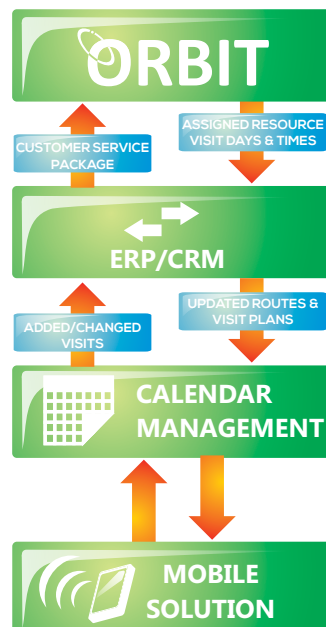 ORBIT
CUSTOMER SERVICE
PACKAGE
ASSIGNED RESOURCE
VISIT DAYS & TIMES
ERP/CRM
ADDED/CHANGED
VISITS
UPDATED ROUTES &
VISIT PLANS
CALENDAR
MANAGEMENT
MOBILE
SOLUTION